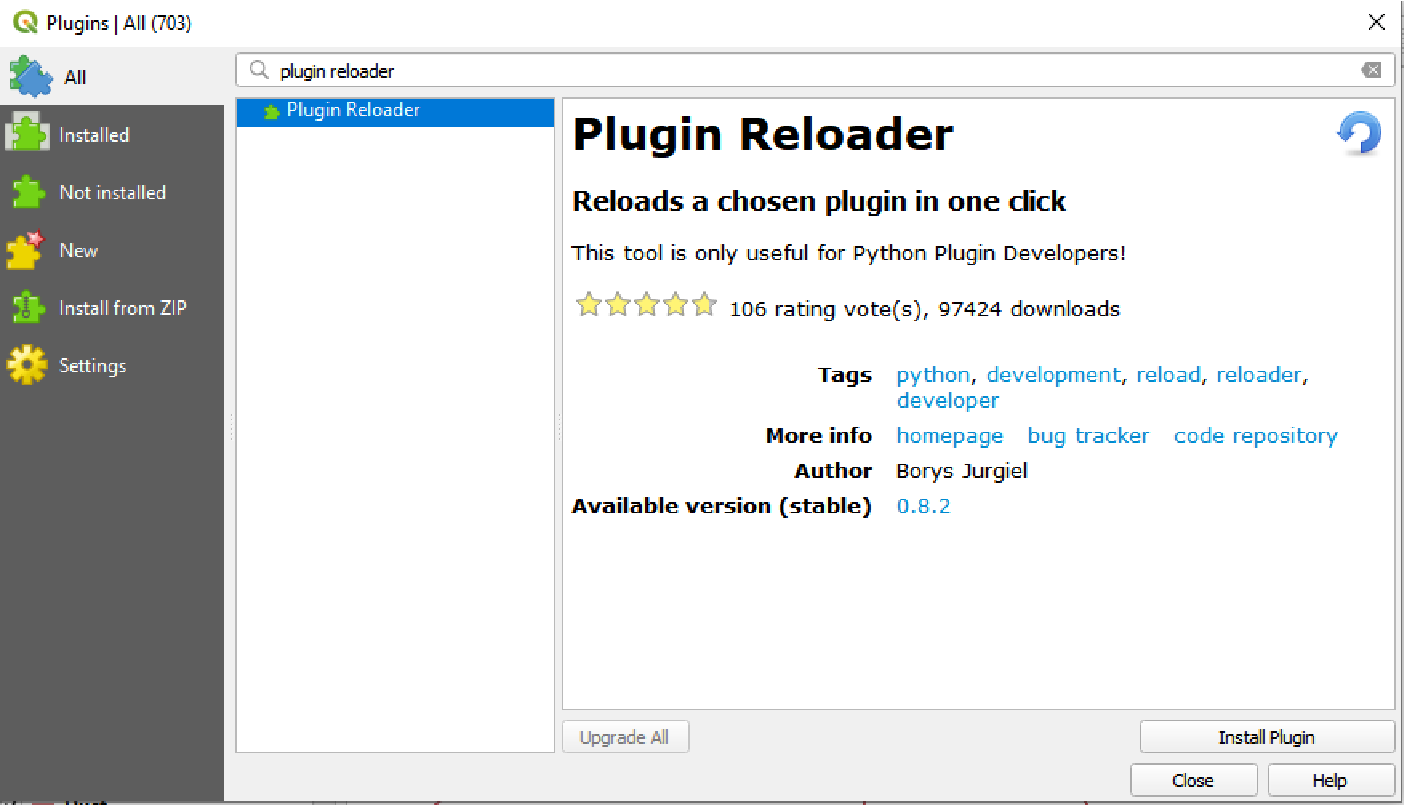 Plugins | All (703)
All
plugin reloader
Installed
Not installed
New
Install from ZIP
Settings
Plugin Reloader
Plugin Reloader
Reloads a chosen plugin in one click
This tool is only useful for Python Plugin Developers!
106 rating vote(s), 97424 downloads
Tags python, development, reload, reloader,
developer
More info homepage bug tracker code repository
Author Borys Jurgiel
Available version (stable) 0.8.2
Upgrade All
Install Plugin
Close
Help